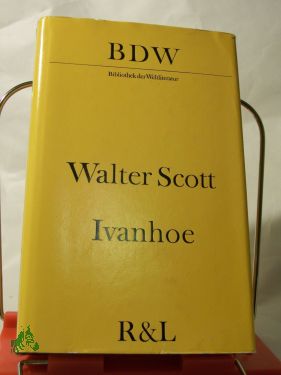 BDW
Bibliothek der Weltliteratur
Walter Scott
Ivanhoe
R&L